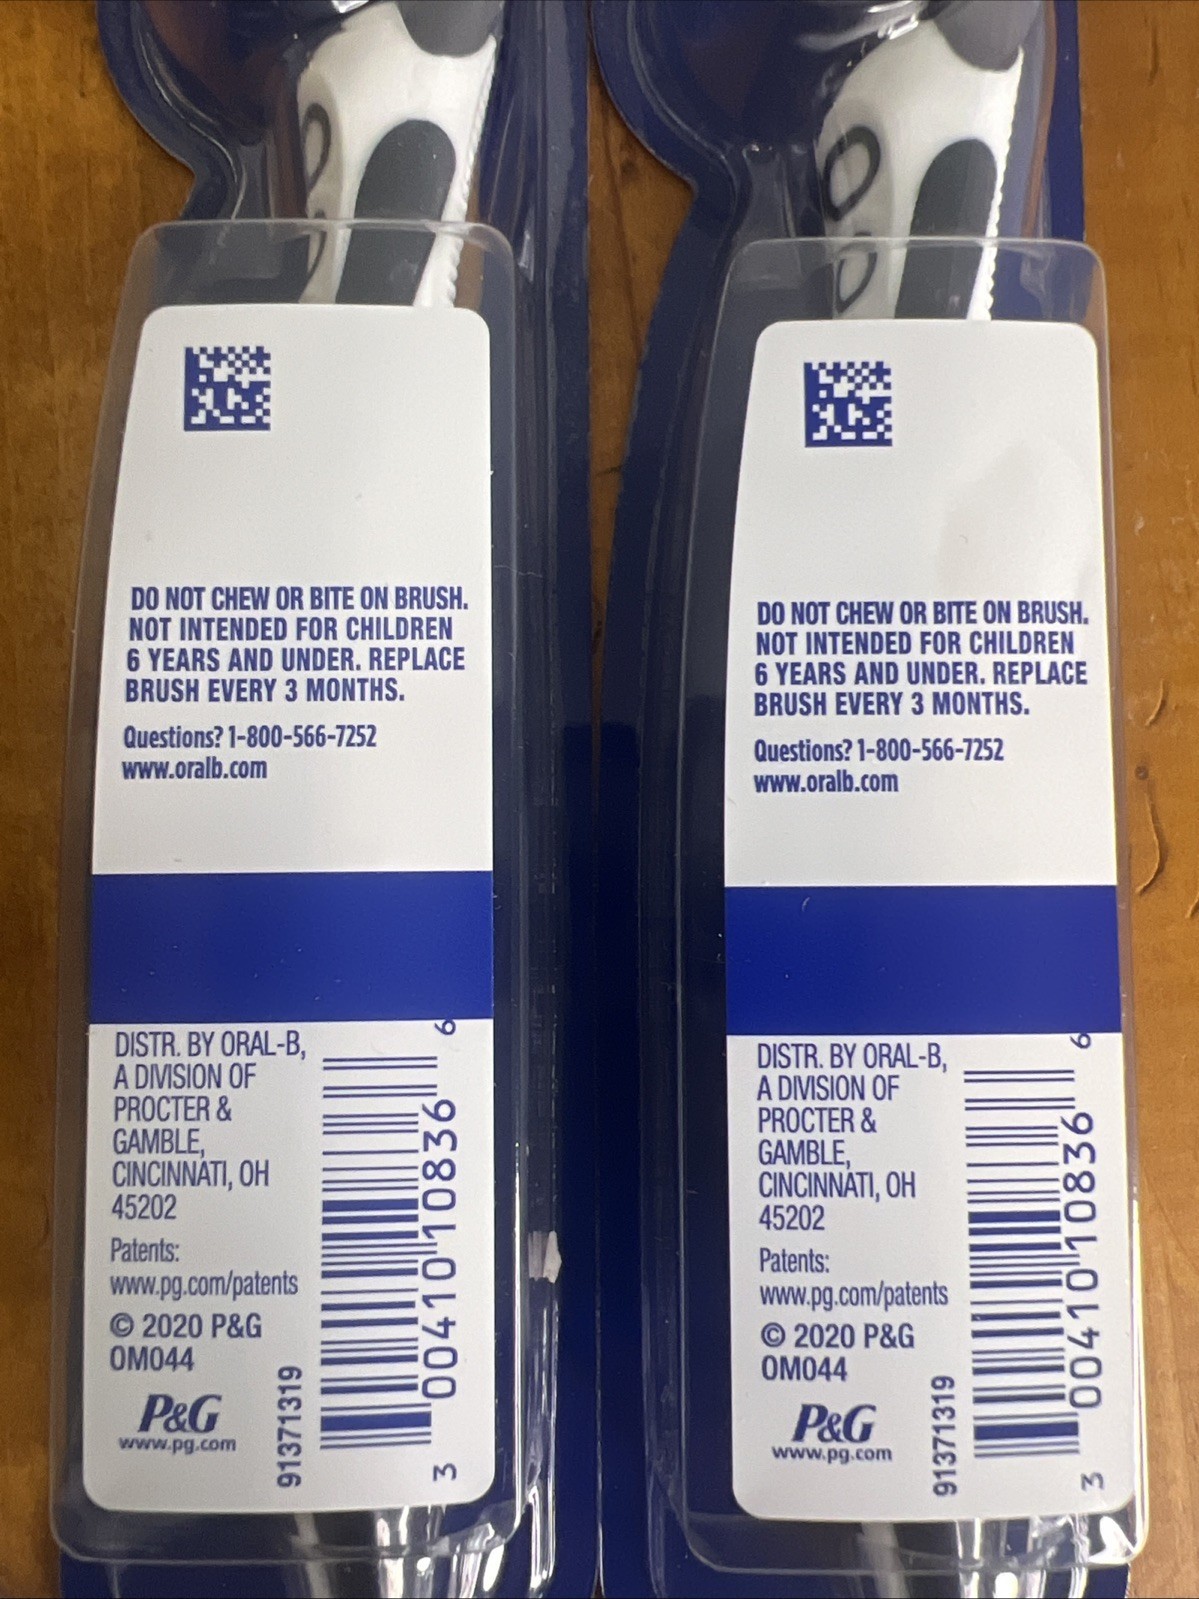 DO NOT CHEW OR BITE ON BRUSH.
NOT INTENDED FOR CHILDREN
6 YEARS AND UNDER. REPLACE
BRUSH EVERY 3 MONTHS.
Questions? 1-800-566-7252
www.oralb.com
DISTR. BY ORAL-B,
A DIVISION OF
PROCTER &
GAMBLE,
CINCINNATI, OH
45202
Patents:
www.pg.com/patents
© 2020 P&G
OM044
P&G
www.pg.com
91371319
3 00410 10836 6
DO NOT CHEW OR BITE ON BRUSH.
NOT INTENDED FOR CHILDREN
6 YEARS AND UNDER. REPLACE
BRUSH EVERY 3 MONTHS.
Questions? 1-800-566-7252
www.oralb.com
DISTR. BY ORAL-B,
A DIVISION OF
PROCTER &
GAMBLE,
CINCINNATI, OH
45202
Patents:
www.pg.com/patents
© 2020 P&G
OM044
P&G
www.pg.com
91371319
3 00410 10836 6